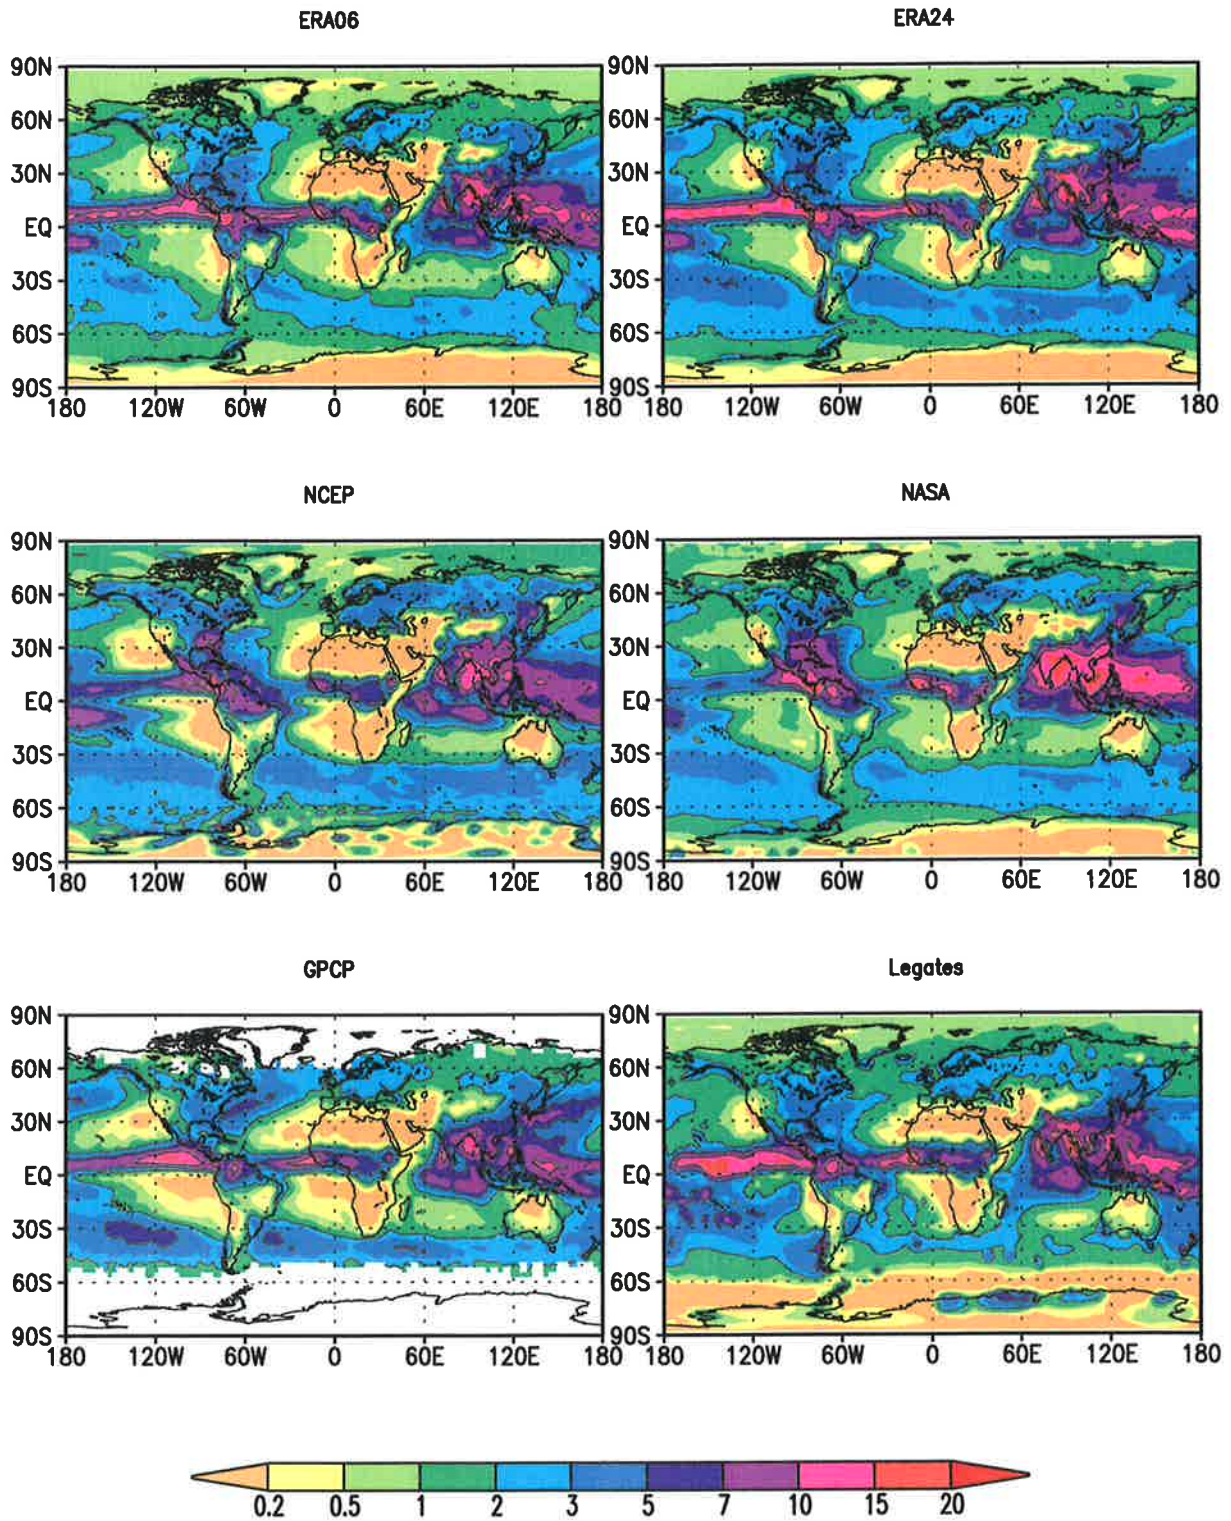 ERA06 ERA24
90N 90N
60N 60N
30N 30N
EQ EQ
30S 30S
60S 60S
90S 90S
180 120W 60W 0 60E 120E 180 120W 60W 0 60E 120E 180
NCEP NASA
90N 90N
60N 60N
30N 30N
EQ EQ
30S 30S
60S 60S
90S 90S
180 120W 60W 0 60E 120E 180 120W 60W 0 60E 120E 180
GPCP Legates
90N 90N
60N 60N
30N 30N
EQ EQ
30S 30S
60S 60S
90S 90S
180 120W 60W 0 60E 120E 180 120W 60W 0 60E 120E 180
0.2 0.5 1 2 3 5 7 10 15 20